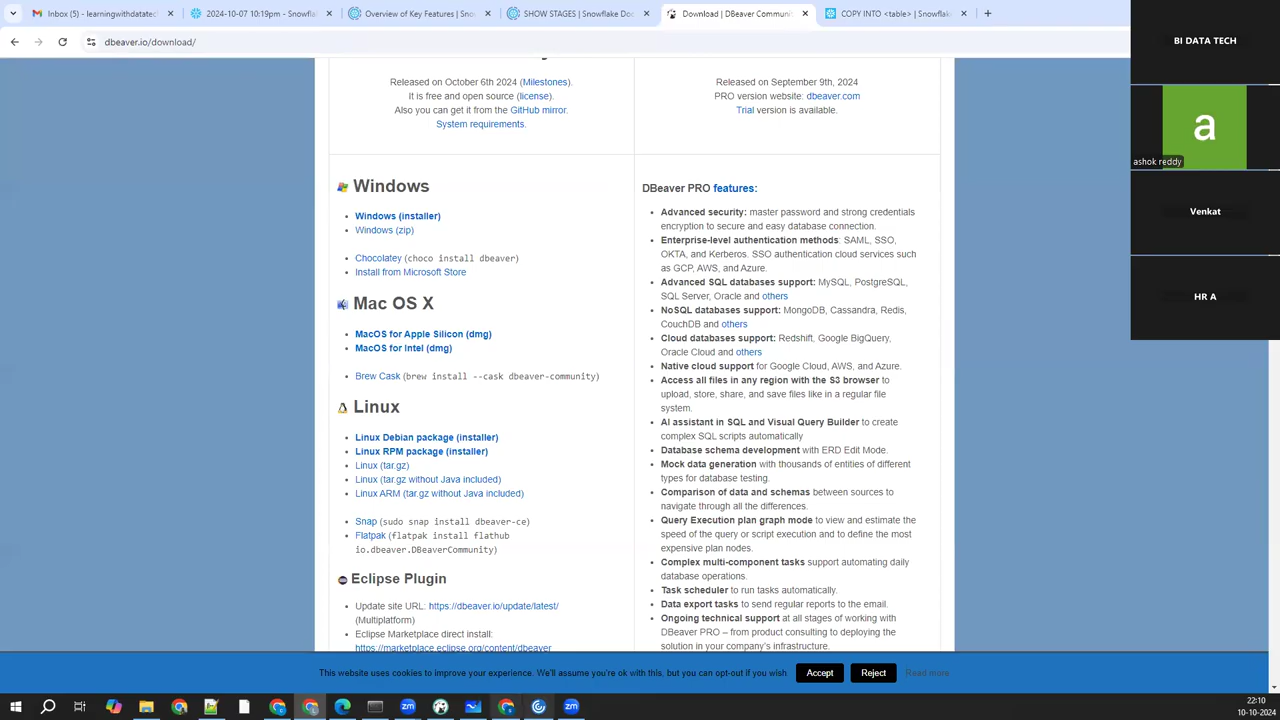 Inbox (5) - learningwithdatatech
2024-10-07 10:19pm - Snowfl
Overview of Key Features | Snow
SHOW STAGES | Snowflake Doc
Download | DBeaver Communit
COPY INTO <table> | Snowflake
dbeaver.io/download/
BI DATA TECH
a
ashok reddy
Venkat
HR A
Released on October 6th 2024 (Milestones).
It is free and open source (license).
Also you can get it from the GitHub mirror.
System requirements.
Released on September 9th, 2024
PRO version website: dbeaver.com
Trial version is available.
Windows
Windows (installer)
Windows (zip)
Chocolatey (choco install dbeaver)
Install from Microsoft Store
Mac OS X
MacOS for Apple Silicon (dmg)
MacOS for Intel (dmg)
Brew Cask (brew install --cask dbeaver-community)
Linux
Linux Debian package (installer)
Linux RPM package (installer)
Linux (tar.gz)
Linux (tar.gz without Java included)
Linux ARM (tar.gz without Java included)
Snap (sudo snap install dbeaver-ce)
Flatpak (flatpak install flathub
io.dbeaver.DBeaverCommunity)
Eclipse Plugin
Update site URL: https://dbeaver.io/update/latest/
(Multiplatform)
Eclipse Marketplace direct install:
https://marketplace.eclipse.org/content/dbeaver
DBeaver PRO features:
Advanced security: master password and strong credentials
encryption to secure and easy database connection.
Enterprise-level authentication methods: SAML, SSO,
OKTA, and Kerberos. SSO authentication cloud services such
as GCP, AWS, and Azure.
Advanced SQL databases support: MySQL, PostgreSQL,
SQL Server, Oracle and others
NoSQL databases support: MongoDB, Cassandra, Redis,
CouchDB and others
Cloud databases support: Redshift, Google BigQuery,
Oracle Cloud and others
Native cloud support for Google Cloud, AWS, and Azure.
Access all files in any region with the S3 browser to
upload, store, share, and save files like in a regular file
system.
AI assistant in SQL and Visual Query Builder to create
complex SQL scripts automatically
Database schema development with ERD Edit Mode.
Mock data generation with thousands of entities of different
types for database testing.
Comparison of data and schemas between sources to
navigate through all the differences.
Query Execution plan graph mode to view and estimate the
speed of the query or script execution and to define the most
expensive plan nodes.
Complex multi-component tasks support automating daily
database operations.
Task scheduler to run tasks automatically.
Data export tasks to send regular reports to the email.
Ongoing technical support at all stages of working with
DBeaver PRO – from product consulting to deploying the
solution in your company's infrastructure.
This website uses cookies to improve your experience. We'll assume you're ok with this, but you can opt-out if you wish.
Accept
Reject
Read more
22:10
10-10-2024